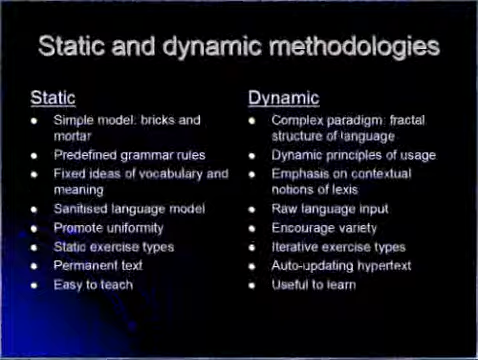 Static and dynamic methodologies
Static
Simple model: bricks and
mortar
Predefined grammar rules
Fixed ideas of vocabulary and
meaning
Sanitised language model
Promote uniformity
Static exercise types
Permanent text
Easy to teach
Dynamic
Complex paradigm: fractal
structure of language
Dynamic principles of usage
Emphasis on contextual
notions of lexis
Raw language input
Encourage variety
Iterative exercise types
Auto-updating hypertext
Useful to learn